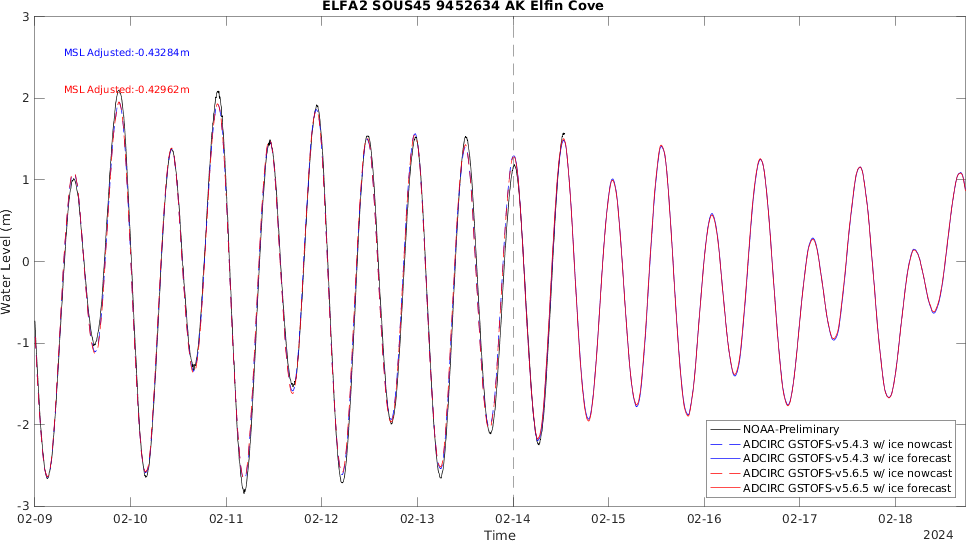 ELFA2 SOUS45 9452634 AK Elfin Cove
MSL Adjusted:-0.43284m
MSL Adjusted:-0.42962m
Water Level (m)
3
2
1
0
-1
-2
-3
NOAA-Preliminary
ADCIRC GSTOFS-v5.4.3 w/ ice nowcast
ADCIRC GSTOFS-v5.4.3 w/ ice forecast
ADCIRC GSTOFS-v5.6.5 w/ ice nowcast
ADCIRC GSTOFS-v5.6.5 w/ ice forecast
02-09 02-10 02-11 02-12 02-13 02-14 02-15 02-16 02-17 02-18
Time
2024